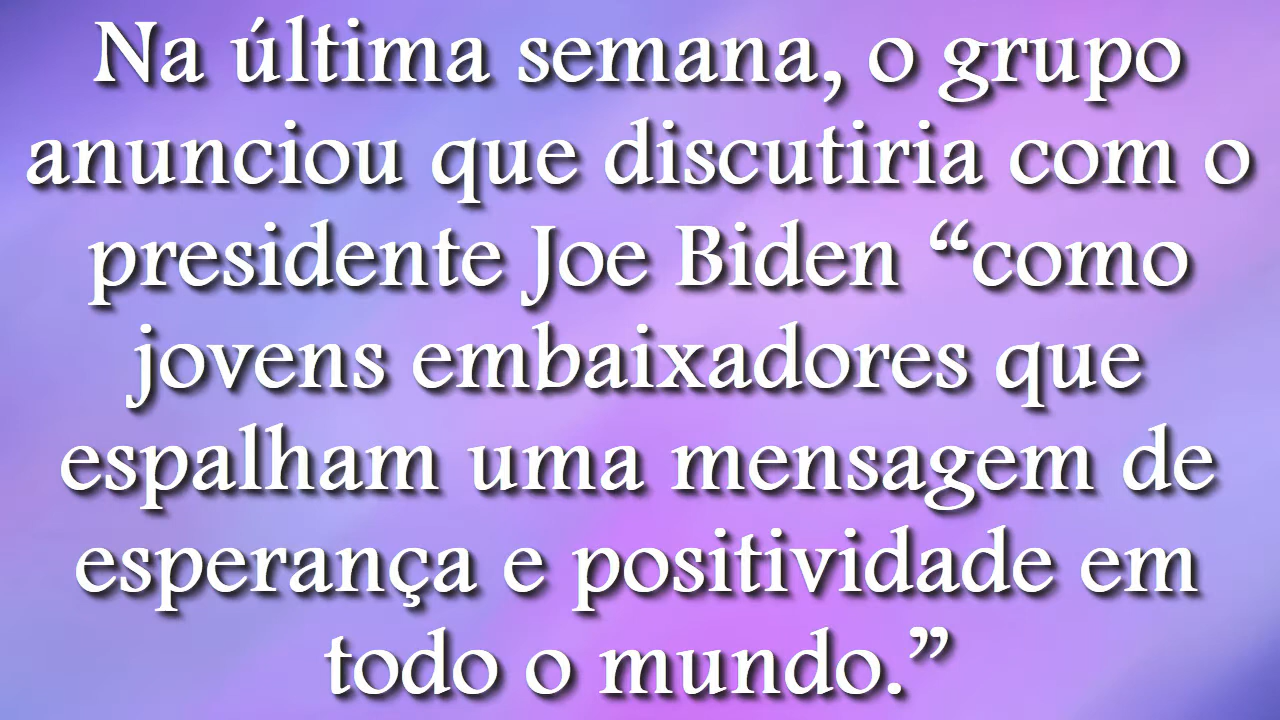 Na última semana, o grupo
anunciou que discutiria com o
presidente Joe Biden “como
jovens embaixadores que
espalham uma mensagem de
esperança e positividade em
todo o mundo.”